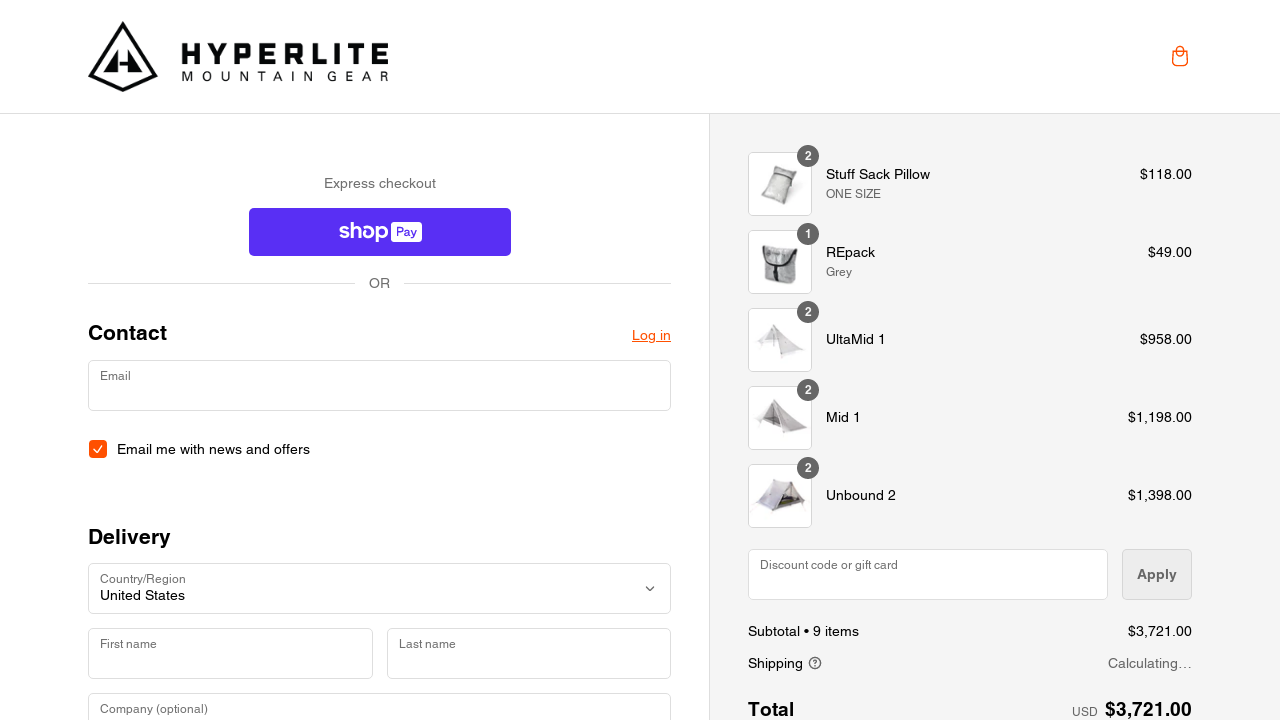 HYPERLITE
MOUNTAIN GEAR
Express checkout
shop Pay
OR
Contact
Log in
Email
Email me with news and offers
Delivery
Country/Region
United States
First name
Last name
Company (optional)
2
Stuff Sack Pillow
$118.00
ONE SIZE
1
REpack
$49.00
Grey
2
UltaMid 1
$958.00
2
Mid 1
$1,198.00
2
Unbound 2
$1,398.00
Discount code or gift card
Apply
Subtotal • 9 items
$3,721.00
Shipping
Calculating…
Total
USD $3,721.00